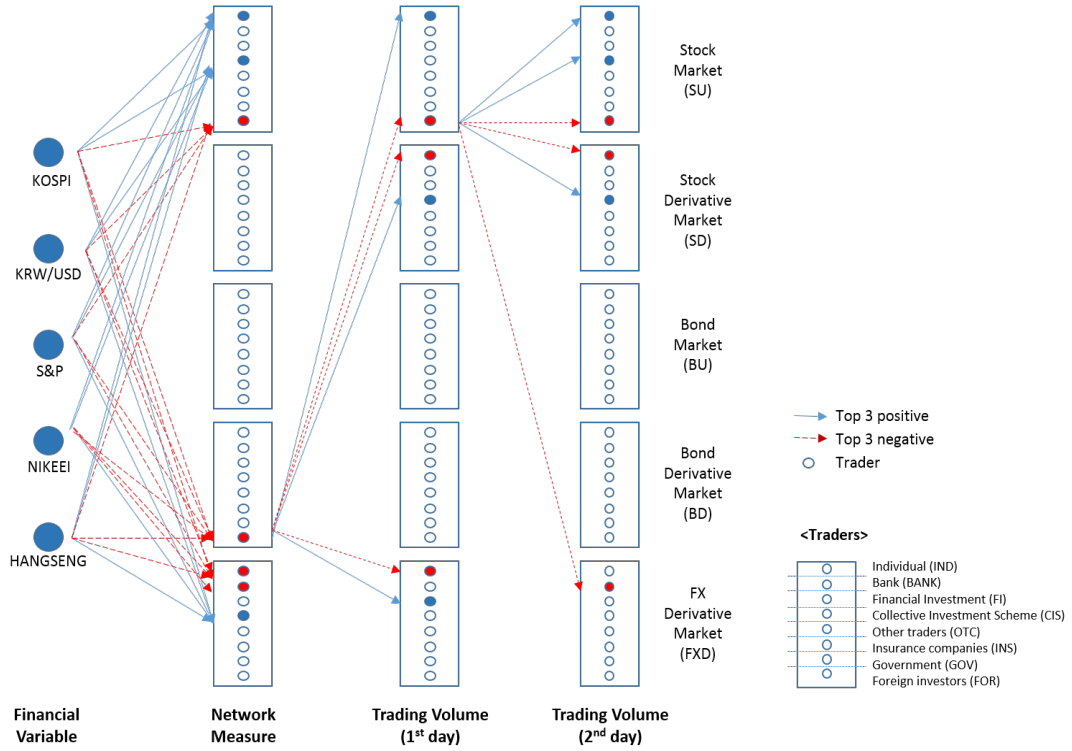 KOSPI
KRW/USD
S&P
NIKEEI
HANGSENG
Stock
Market
(SU)
Stock
Derivative
Market
(SD)
Bond
Market
(BU)
Bond
Derivative
Market
(BD)
FX
Derivative
Market
(FXD)
Top 3 positive
Top 3 negative
Trader
<Traders>
Individual (IND)
Bank (BANK)
Financial Investment (FI)
Collective Investment Scheme (CIS)
Other traders (OTC)
Insurance companies (INS)
Government (GOV)
Foreign investors (FOR)
Financial
Variable
Network
Measure
Trading Volume
(1st day)
Trading Volume
(2nd day)